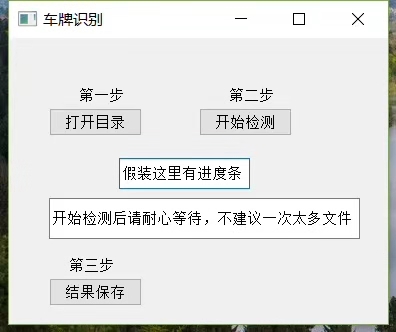 车牌识别
第一步
第二步
打开目录
开始检测
假装这里有进度条
开始检测后请耐心等待，不建议一次太多文件
第三步
结果保存